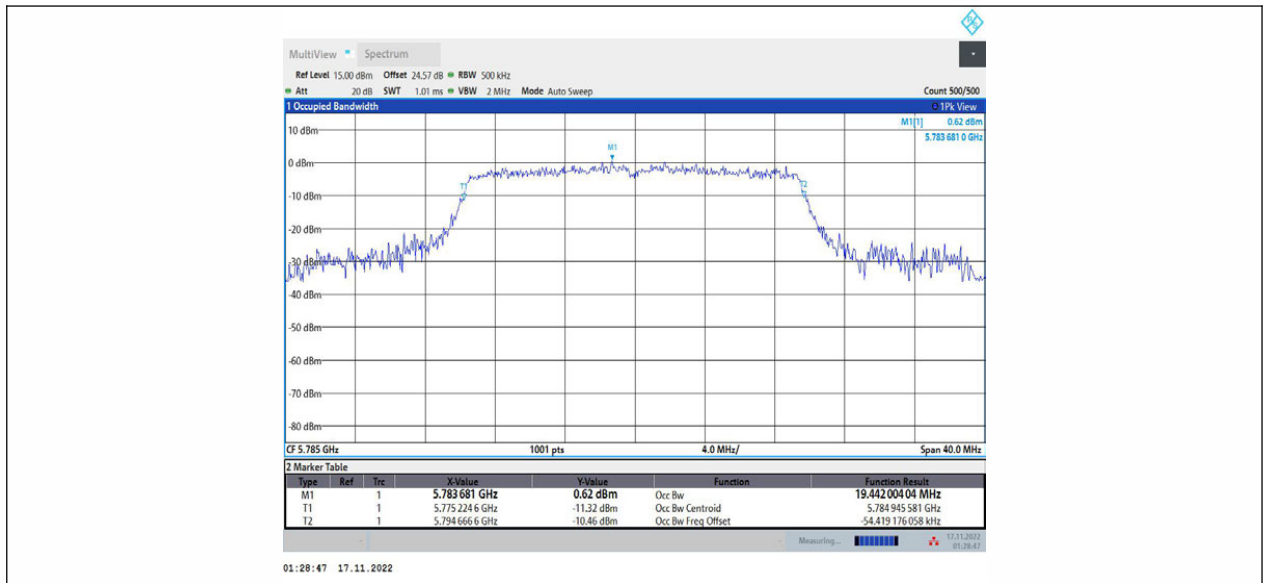 MultiView Spectrum
Ref Level 15.00 dBm Offset 24.57 dB RBW 500 kHz
Att 20 dB SWT 1.01 ms VBW 2 MHz Mode Auto Sweep Count 500/500
1 Occupied Bandwidth 1Pk View
M1[1] 0.62 dBm
5.783 681 0 GHz
10 dBm
M1
0 dBm
T1 T2
-10 dBm
-20 dBm
-30 dBm
-40 dBm
-50 dBm
-60 dBm
-70 dBm
-80 dBm
CF 5.785 GHz 1001 pts 4.0 MHz/ Span 40.0 MHz
2 Marker Table
Type Ref Trc X-Value Y-Value Function Function Result
M1 1 5.783 681 GHz 0.62 dBm Occ Bw 19.442 004 04 MHz
T1 1 5.775 224 6 GHz -11.32 dBm Occ Bw Centroid 5.784 945 581 GHz
T2 1 5.794 666 6 GHz -10.46 dBm Occ Bw Freq Offset -54.419 176 058 kHz
Measuring... 17.11.2022
01:28:47
01:28:47 17.11.2022